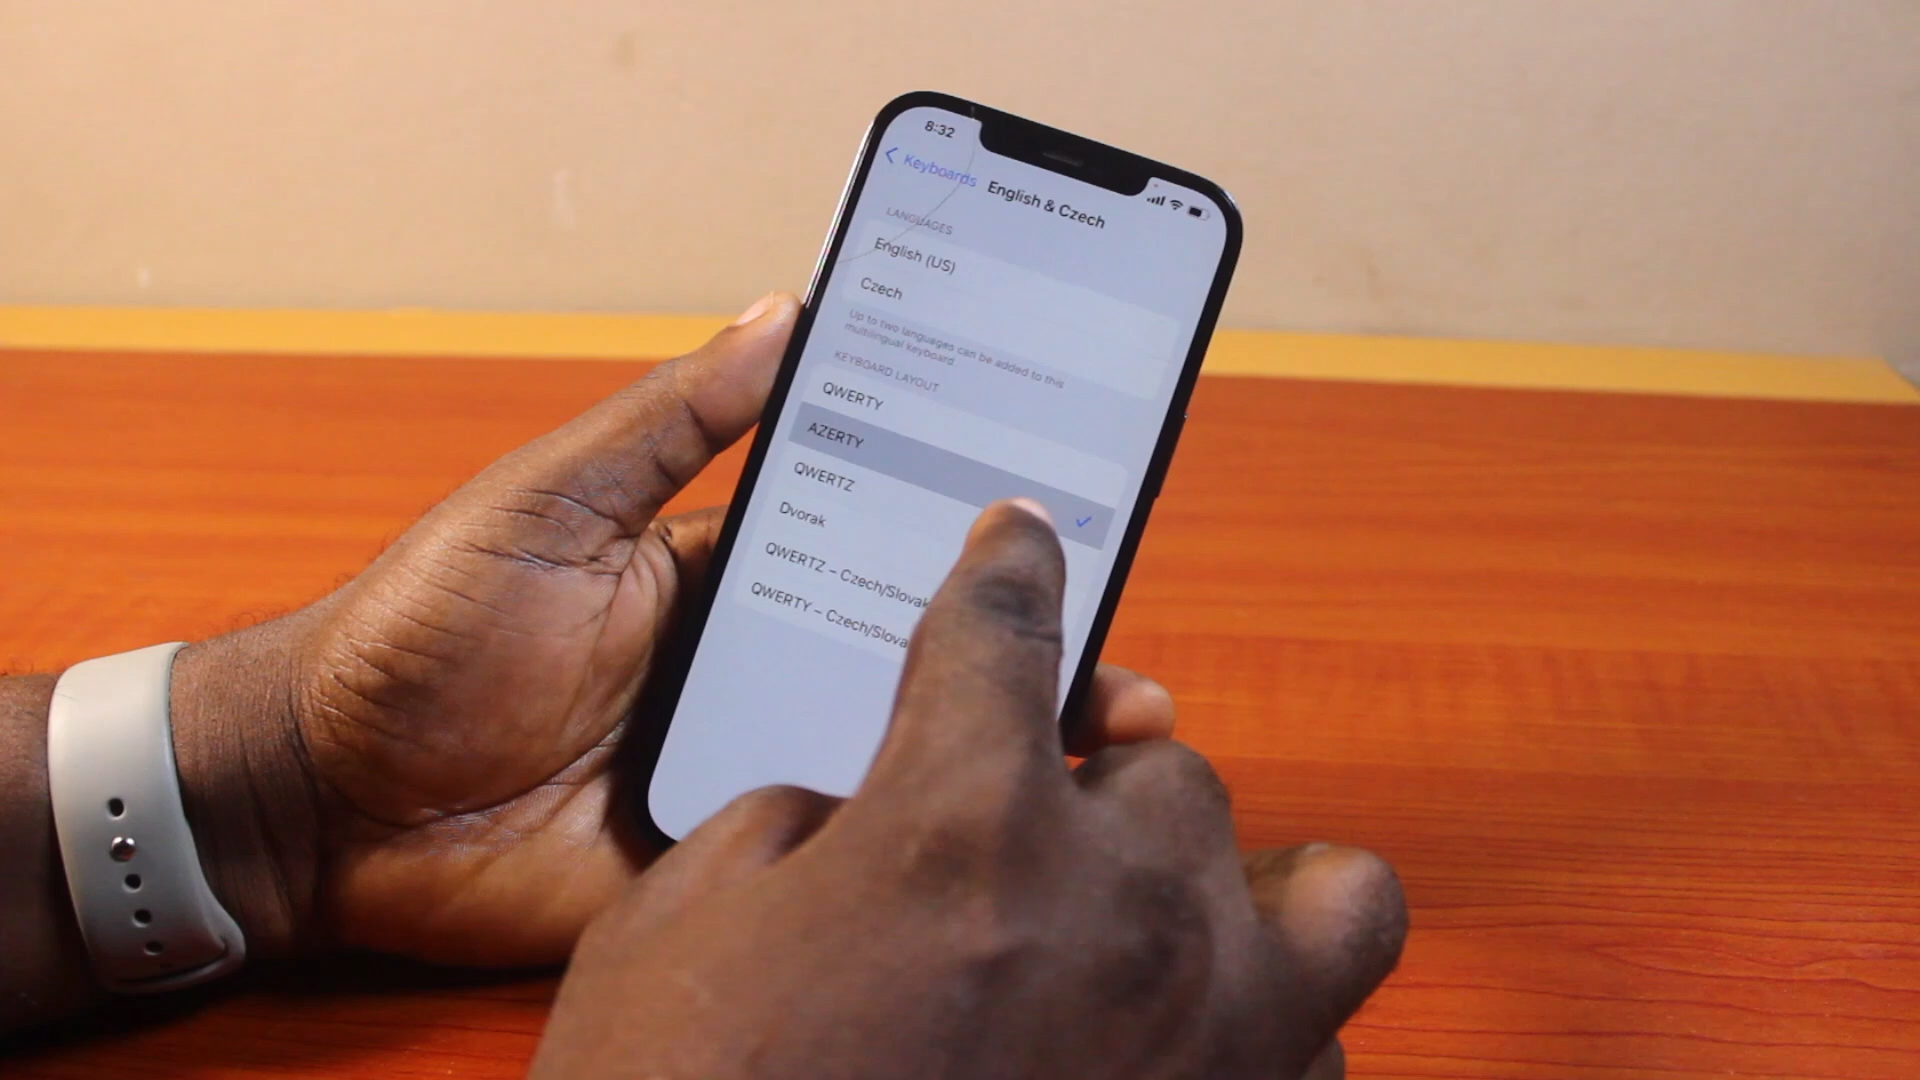 8:32
Keyboards
English & Czech
LANGUAGES
English (US)
Czech
Up to two languages can be added to this
multilingual keyboard
KEYBOARD LAYOUT
QWERTY
AZERTY
QWERTZ
Dvorak
QWERTZ – Czech/Slovak
QWERTY – Czech/Slova